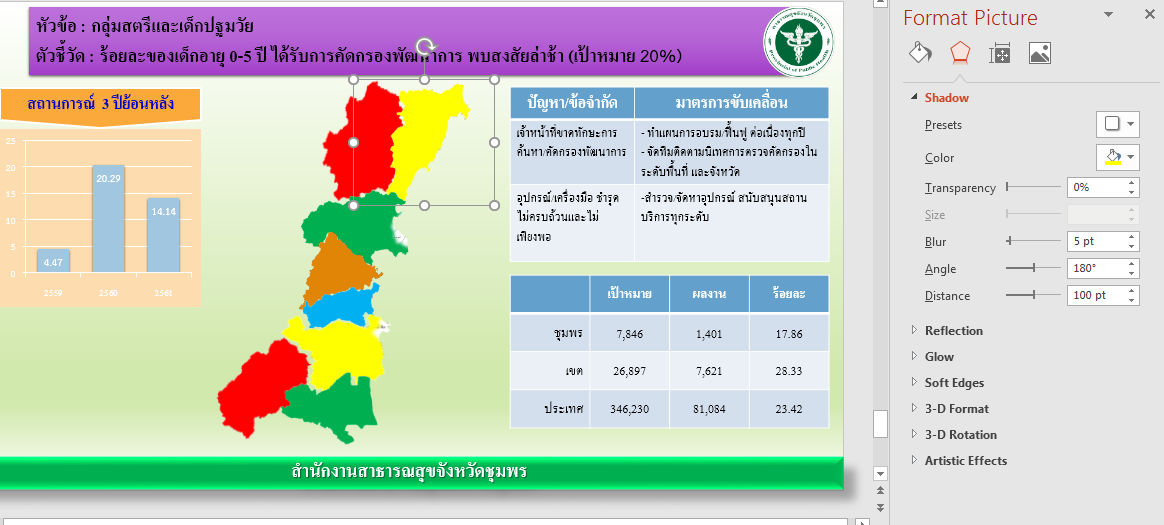 หัวข้อ : กลุ่มสตรีและเด็กปฐมวัย
ตัวชี้วัด : ร้อยละของเด็กอายุ 0-5 ปี ได้รับการคัดกรองพัฒนาการ พบสงสัยล่าช้า (เป้าหมาย 20%)
สถานการณ์ 3 ปีย้อนหลัง
25
20
15
10
5
0
4.47
20.29
14.14
2559
2560
2561
ปัญหา/ข้อจำกัด มาตรการขับเคลื่อน
เจ้าหน้าที่ขาดทักษะการ
ค้นหา/คัดกรองพัฒนาการ
- ทำแผนการอบรม/ฟื้นฟู ต่อเนื่องทุกปี
- จัดทีมติดตามนิเทศการตรวจคัดกรองใน
ระดับพื้นที่ และจังหวัด
อุปกรณ์/เครื่องมือ ชำรุด
ไม่ครบถ้วนและไม่
เพียงพอ
-สำรวจ/จัดหาอุปกรณ์ สนับสนุนสถาน
บริการทุกระดับ
เป้าหมาย ผลงาน ร้อยละ
ชุมพร 7,846 1,401 17.86
เขต 26,897 7,621 28.33
ประเทศ 346,230 81,084 23.42
สำนักงานสาธารณสุขจังหวัดชุมพร
Format Picture
Shadow
Presets
Color
Transparency 0%
Size
Blur 5 pt
Angle 180°
Distance 100 pt
Reflection
Glow
Soft Edges
3-D Format
3-D Rotation
Artistic Effects